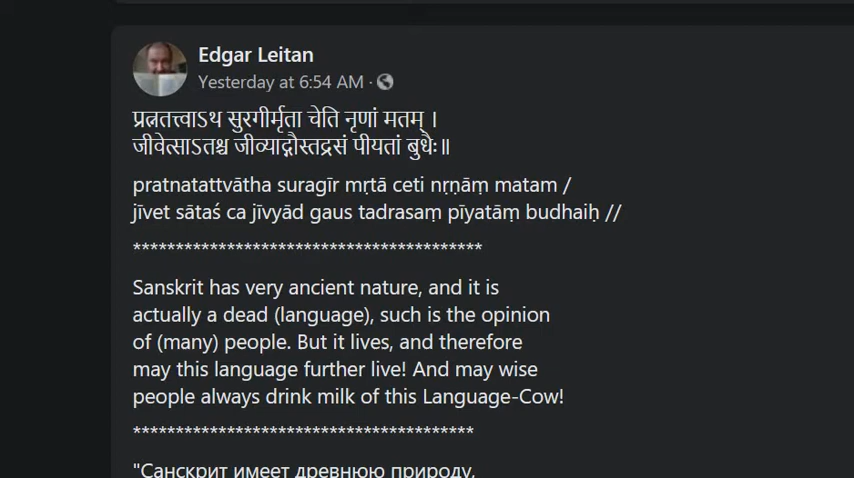 Edgar Leitan
Yesterday at 6:54 AM ·
प्रत्नतत्त्वाऽथ सुरगीर्मृता चेति नृणां मतम् ।
जीवेत्साऽतश्च जीव्याद्गौस्तद्रसं पीयतां बुधैः॥
pratnatattvātha suragīr mṛtā ceti nṛṇāṃ matam /
jīvet sātaś ca jīvyād gaus tadrasaṃ pīyatāṃ budhaiḥ //
*****************************************
Sanskrit has very ancient nature, and it is
actually a dead (language), such is the opinion
of (many) people. But it lives, and therefore
may this language further live! And may wise
people always drink milk of this Language-Cow!
****************************************
"Санскрит имеет древнюю природу,